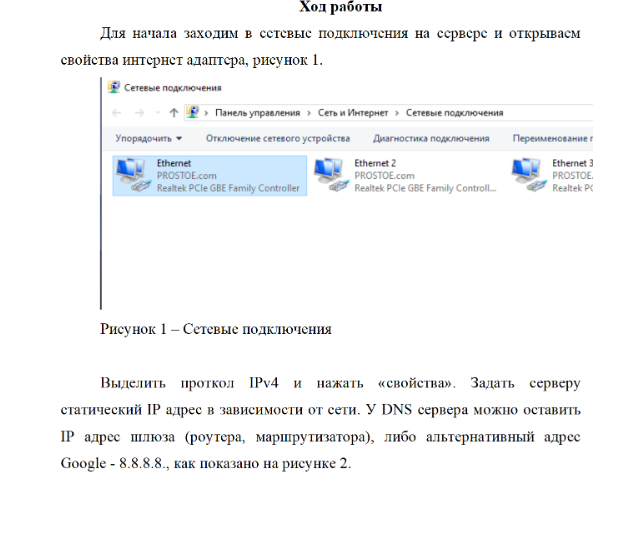 Ход работы
Для начала заходим в сетевые подключения на сервере и открываем
свойства интернет адаптера, рисунок 1.
Сетевые подключения
Панель управления > Сеть и Интернет > Сетевые подключения
Упорядочить Отключение сетевого устройства Диагностика подключения Переименование
Ethernet Ethernet 2 Ethernet 3
PROSTOE.com PROSTOE.com PROSTOE.
Realtek PCIe GBE Family Controller Realtek PCIe GBE Family Controll... Realtek PC
Рисунок 1 – Сетевые подключения
Выделить проткол IPv4 и нажать «свойства». Задать серверу
статический IP адрес в зависимости от сети. У DNS сервера можно оставить
IP адрес шлюза (роутера, маршрутизатора), либо альтернативный адрес
Google - 8.8.8.8., как показано на рисунке 2.